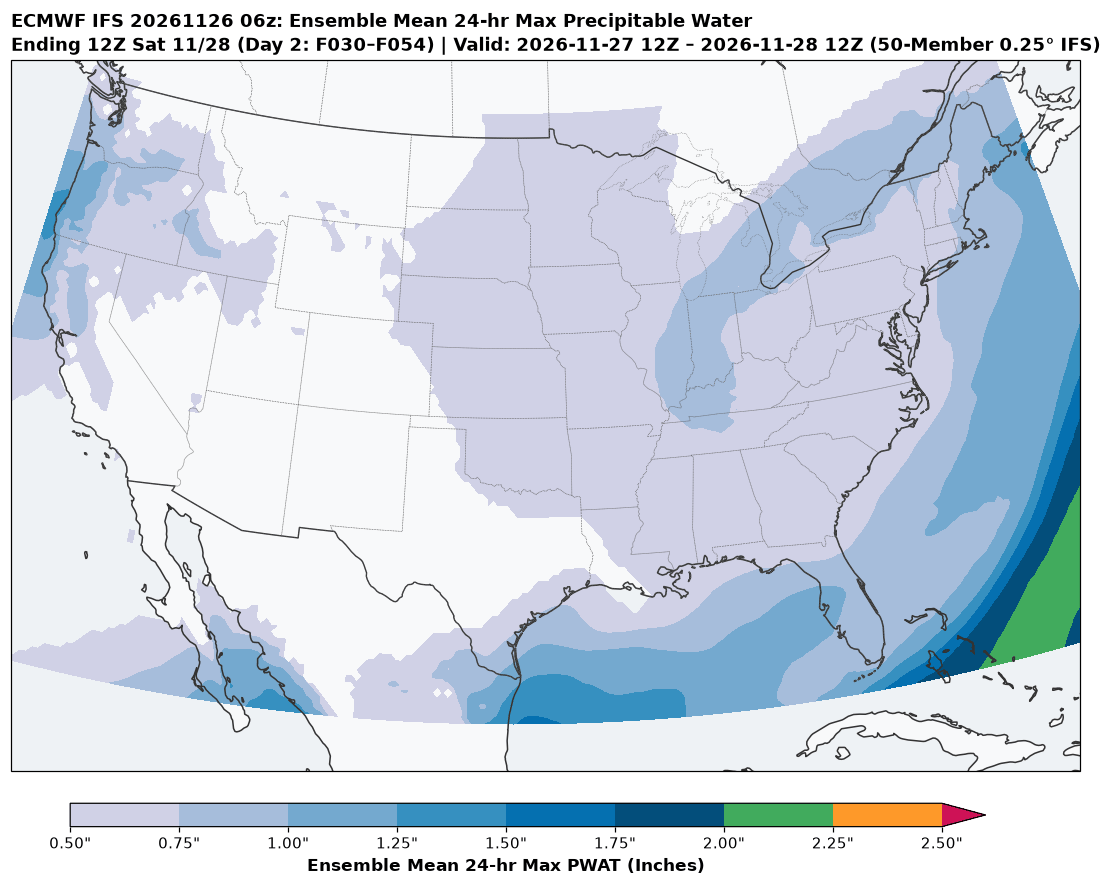 ECMWF IFS 20261126 06z: Ensemble Mean 24-hr Max Precipitable Water
Ending 12Z Sat 11/28 (Day 2: F030–F054) | Valid: 2026-11-27 12Z – 2026-11-28 12Z (50-Member 0.25° IFS)
0.50" 0.75" 1.00" 1.25" 1.50" 1.75" 2.00" 2.25" 2.50"
Ensemble Mean 24-hr Max PWAT (Inches)